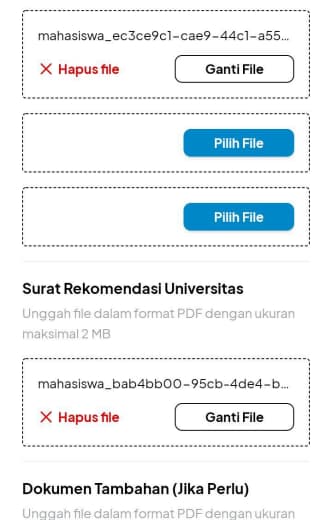 mahasiswa_ec3ce9c1-cae9-44c1-a55...
Hapus file
Ganti File
Pilih File
Pilih File
Surat Rekomendasi Universitas
Unggah file dalam format PDF dengan ukuran
maksimal 2 MB
mahasiswa_bab4bb00-95cb-4de4-b...
Hapus file
Ganti File
Dokumen Tambahan (Jika Perlu)
Unggah file dalam format PDF dengan ukuran